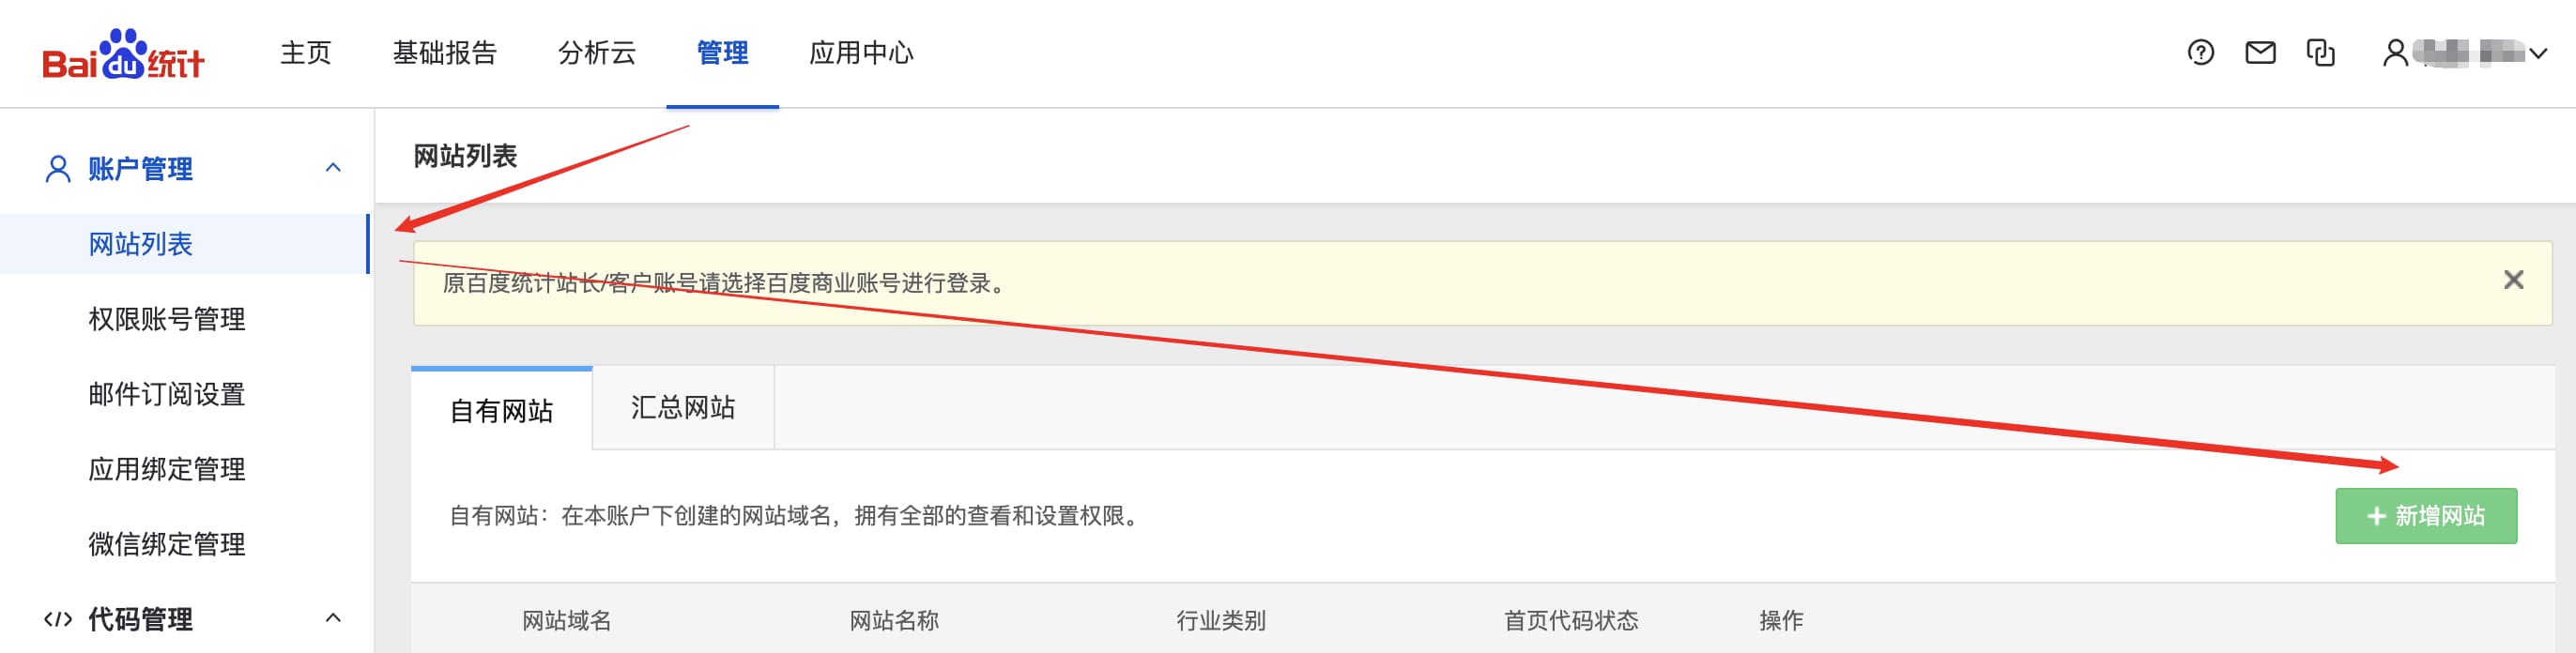 Baidu统计
主页 基础报告 分析云 管理 应用中心
账户管理
网站列表
权限账号管理
邮件订阅设置
应用绑定管理
微信绑定管理
代码管理
网站列表
原百度统计站长/客户账号请选择百度商业账号进行登录。
自有网站 汇总网站
自有网站：在本账户下创建的网站域名，拥有全部的查看和设置权限。
+ 新增网站
网站域名 网站名称 行业类别 首页代码状态 操作